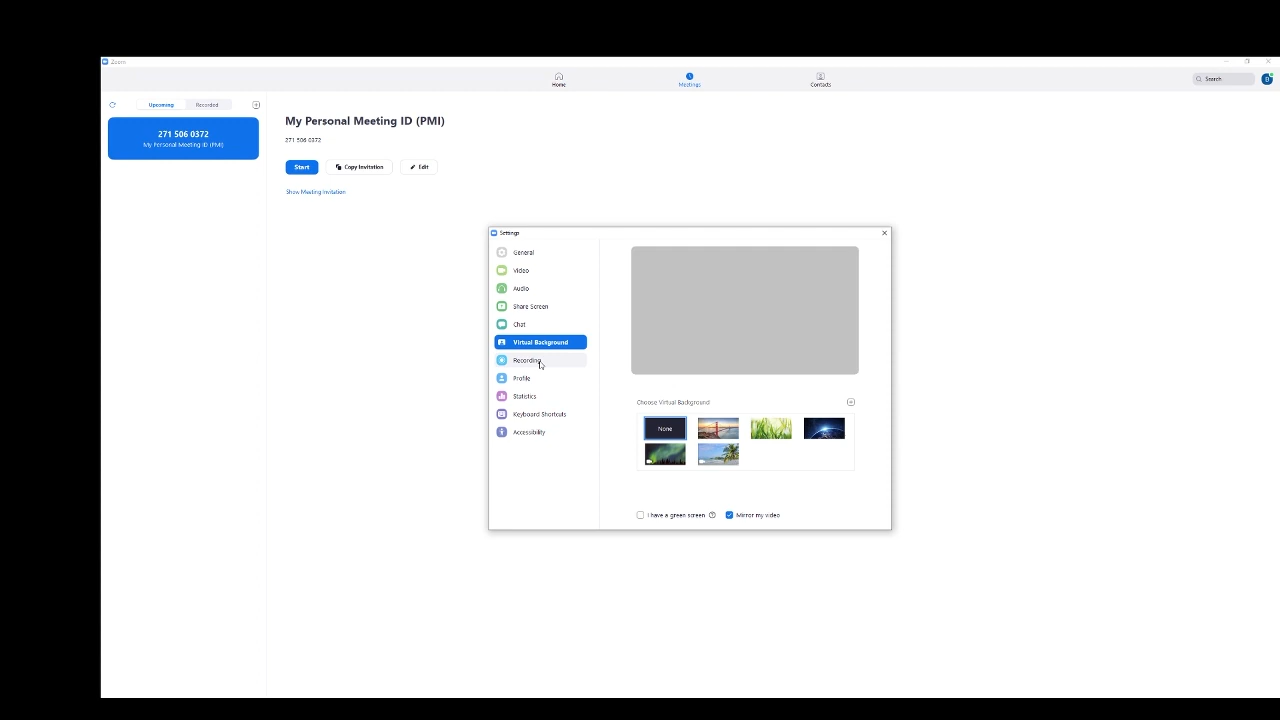 Zoom
Home
Meetings
Contacts
Search
B
Upcoming
Recorded
271 506 0372
My Personal Meeting ID (PMI)
My Personal Meeting ID (PMI)
271 506 0372
Start
Copy Invitation
Edit
Show Meeting Invitation
Settings
General
Video
Audio
Share Screen
Chat
Virtual Background
Recording
Profile
Statistics
Keyboard Shortcuts
Accessibility
Choose Virtual Background
None
I have a green screen
Mirror my video